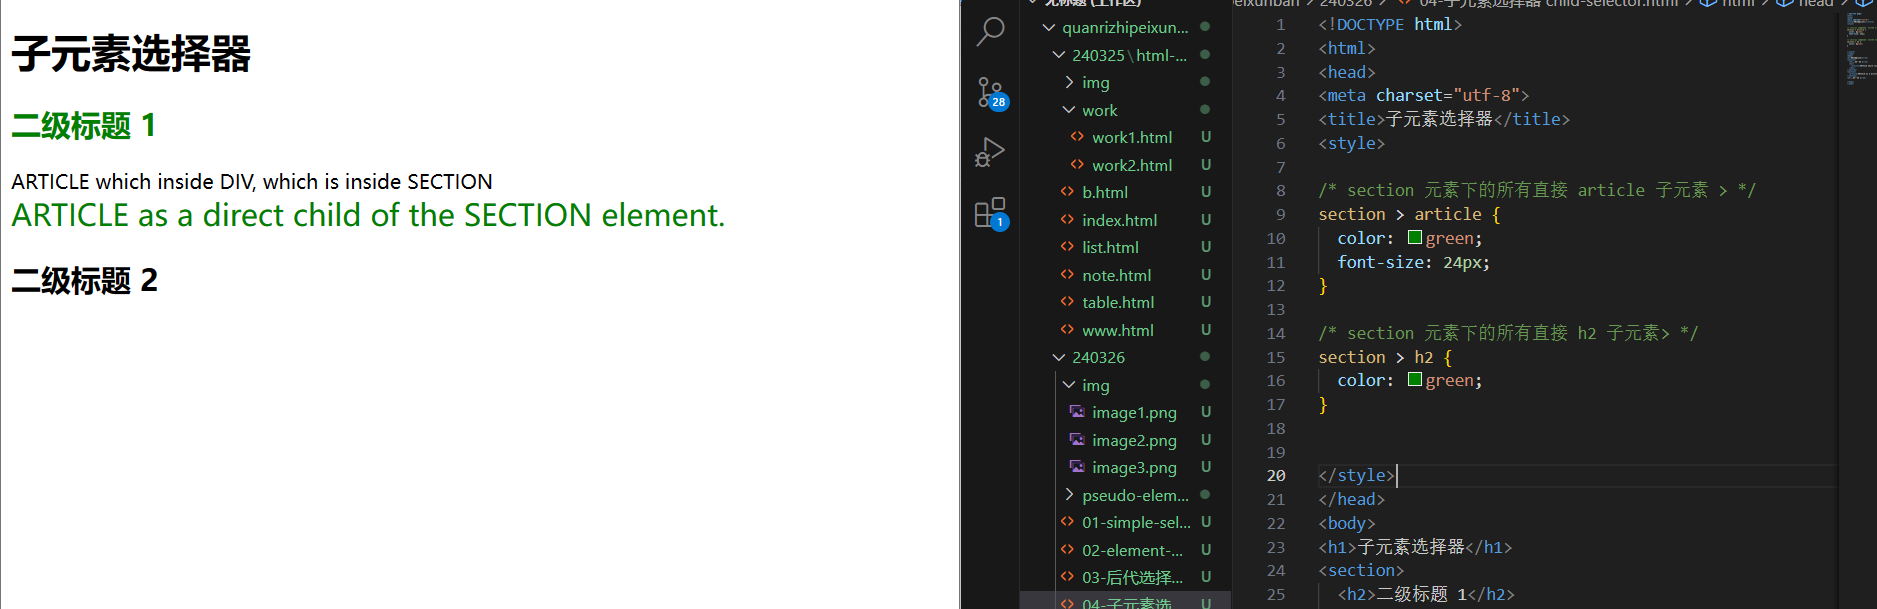 子元素选择器
二级标题 1
ARTICLE which inside DIV, which is inside SECTION
ARTICLE as a direct child of the SECTION element.
二级标题 2
28
1
quanrizhipeixun...
240325\html-...
img
work
work1.html U
work2.html U
b.html U
index.html U
list.html U
note.html U
table.html U
www.html U
240326
img
image1.png U
image2.png U
image3.png U
pseudo-elem...
01-simple-sel... U
02-element-... U
03-后代选择... U
04-子元素选... U
240326 > 04-子元素选择器 child-selector.html > html > head >
1 <!DOCTYPE html>
2 <html>
3 <head>
4 <meta charset="utf-8">
5 <title>子元素选择器</title>
6 <style>
7
8 /* section 元素下的所有直接 article 子元素 > */
9 section > article {
10 color: green;
11 font-size: 24px;
12 }
13
14 /* section 元素下的所有直接 h2 子元素> */
15 section > h2 {
16 color: green;
17 }
18
19
20 </style>
21 </head>
22 <body>
23 <h1>子元素选择器</h1>
24 <section>
25 <h2>二级标题 1</h2>